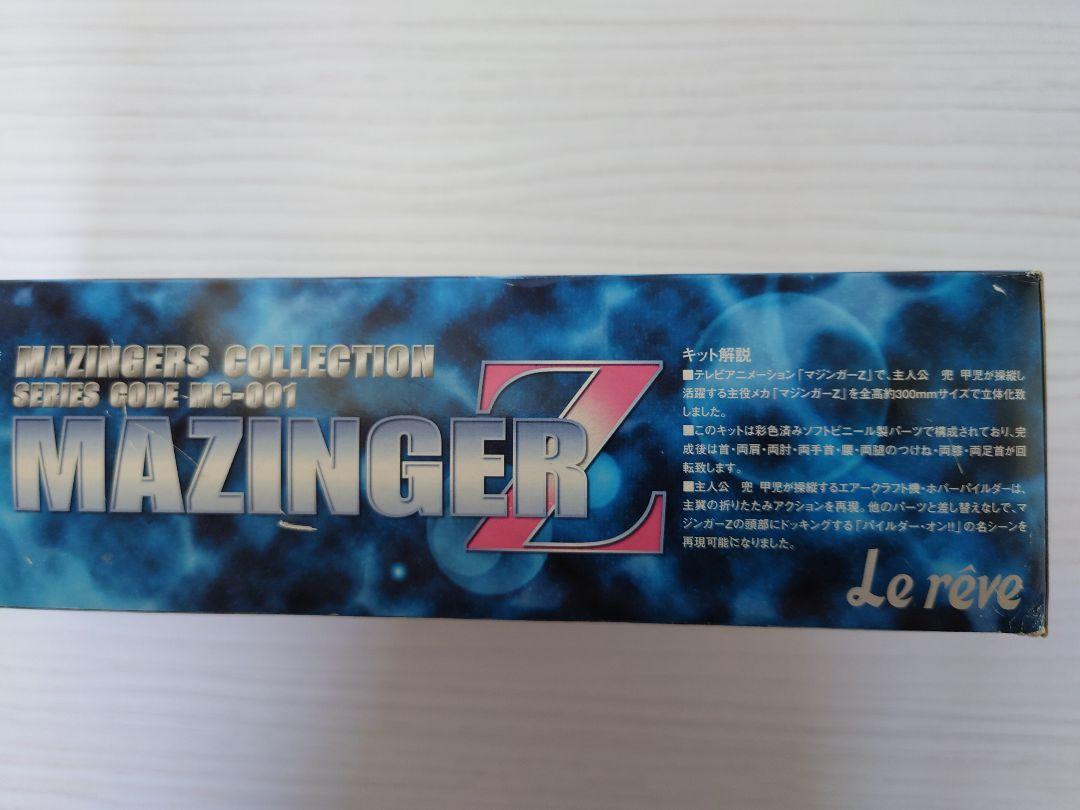 MAZINGERS COLLECTION
SERIES CODE MC-001
MAZINGER Z
キット解説
■テレビアニメーション「マジンガーZ」で、主人公 兜 甲児が操縦し
活躍する主役メカ「マジンガーZ」を全高約300mmサイズで立体化致
しました。
■このキットは彩色済みソフトビニール製パーツで構成されており、完
成後は首・両肩・両肘・両手首・腰・両腿のつけね・両膝・両足首が回
転致します。
■主人公 兜 甲児が操縦するエアークラフト機・ホバーパイルダーは、
主翼の折りたたみアクションを再現。他のパーツと差し替えなしで、マ
ジンガーZの頭部にドッキングする「パイルダー・オン!!」の名シーンを
再現可能になりました。
Le rêve